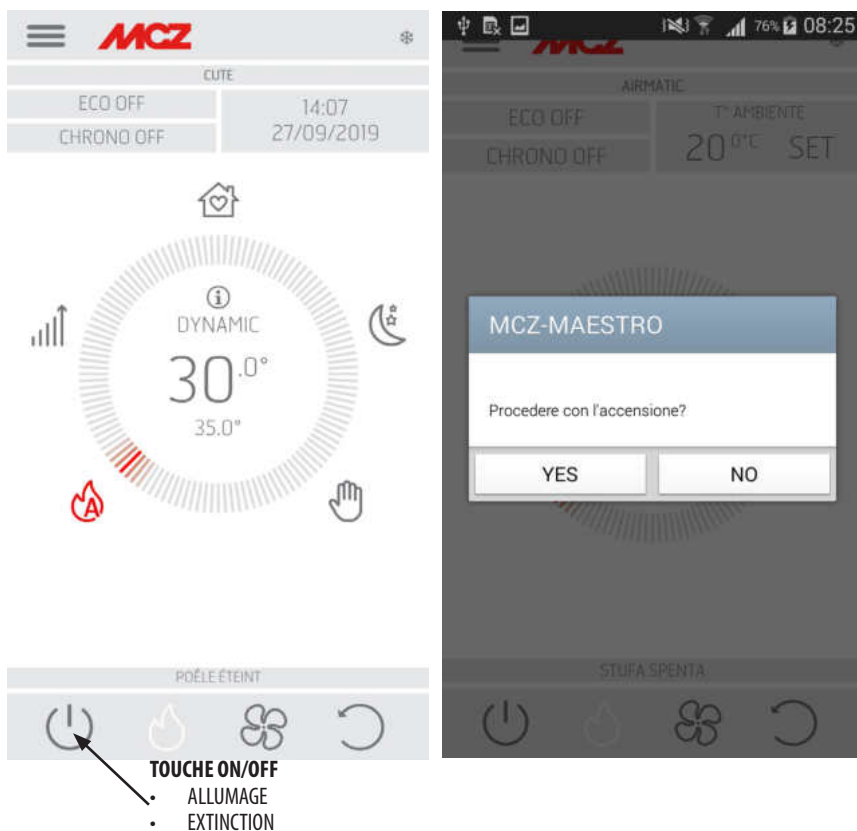 MCZ
CUTE
ECO OFF
CHRONO OFF
14:07
27/09/2019
i
DYNAMIC
30.0°
35.0°
A
POÊLE ÉTEINT
TOUCHE ON/OFF
• ALLUMAGE
• EXTINCTION
76% 08:25
MCZ
AIRMATIC
ECO OFF
CHRONO OFF
T° AMBIENTE
20.0°C SET
MCZ-MAESTRO
Procedere con l'accensione?
YES NO
STUFA SPENTA